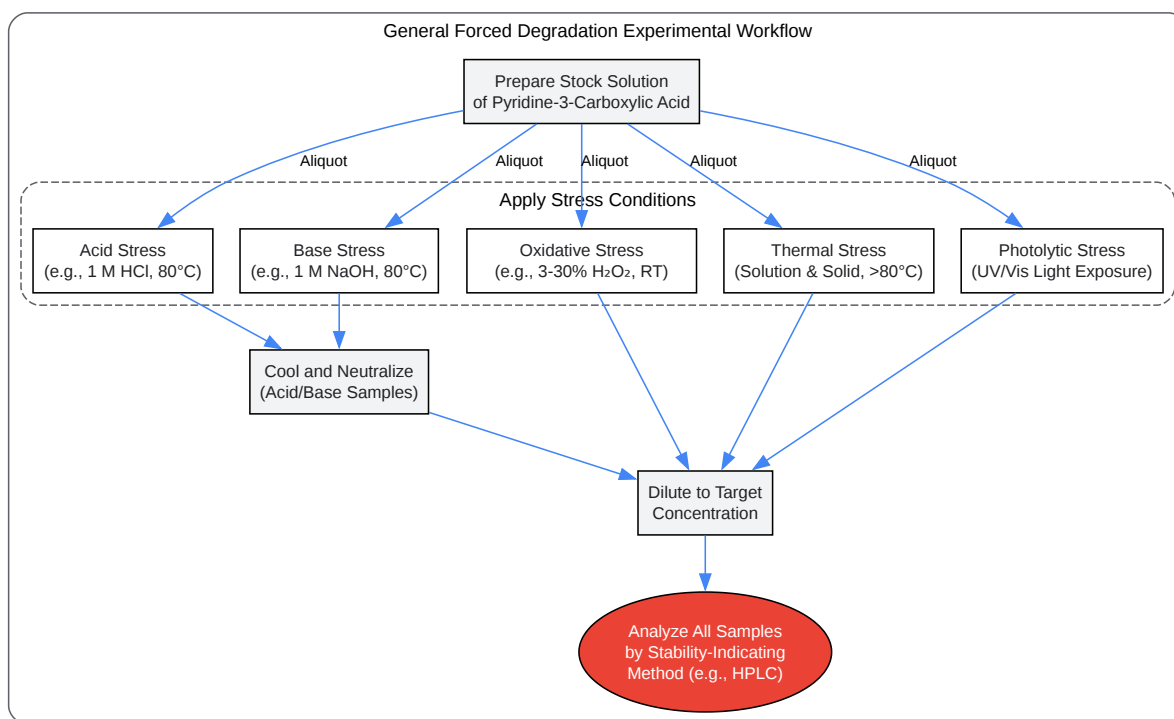 General Forced Degradation Experimental Workflow
Prepare Stock Solution
of Pyridine-3-Carboxylic Acid
Aliquot
Aliquot
Aliquot
Aliquot
Aliquot
Apply Stress Conditions
Acid Stress
(e.g., 1 M HCl, 80°C)
Base Stress
(e.g., 1 M NaOH, 80°C)
Oxidative Stress
(e.g., 3-30% H₂O₂, RT)
Thermal Stress
(Solution & Solid, >80°C)
Photolytic Stress
(UV/Vis Light Exposure)
Cool and Neutralize
(Acid/Base Samples)
Dilute to Target
Concentration
Analyze All Samples
by Stability-Indicating
Method (e.g., HPLC)